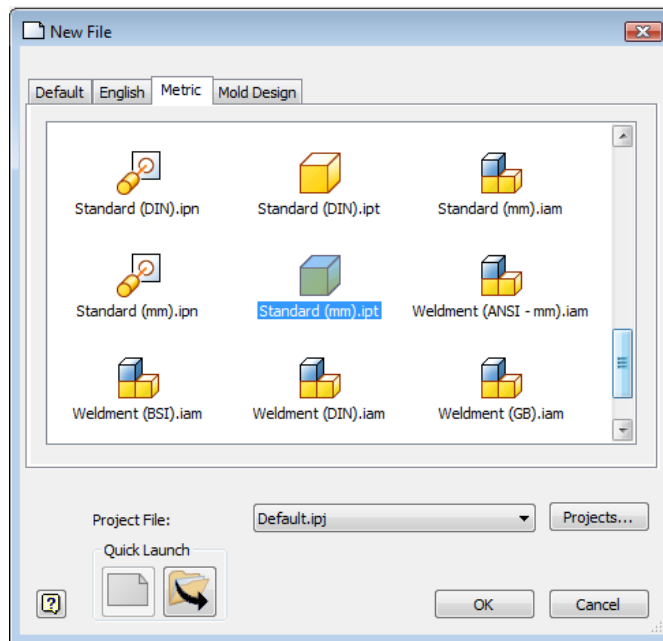 New File
Default English Metric Mold Design
Standard (DIN).ipn Standard (DIN).ipt Standard (mm).iam
Standard (mm).ipn Standard (mm).ipt Weldment (ANSI - mm).iam
Weldment (BSI).iam Weldment (DIN).iam Weldment (GB).iam
Project File: Default.ipj Projects...
Quick Launch
? OK Cancel